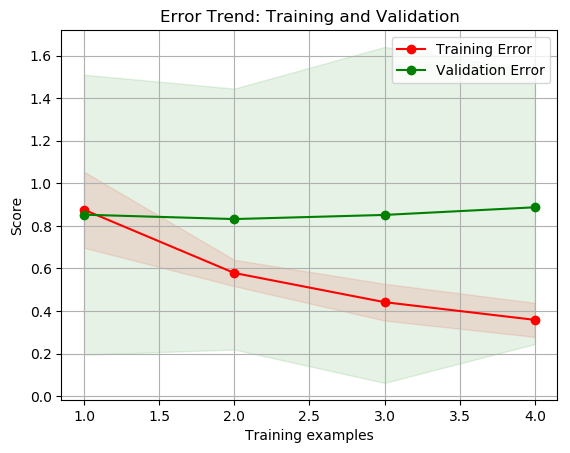 Error Trend: Training and Validation
Training Error
Validation Error
1.6
1.4
1.2
1.0
0.8
0.6
0.4
0.2
0.0
Score
1.0 1.5 2.0 2.5 3.0 3.5 4.0
Training examples